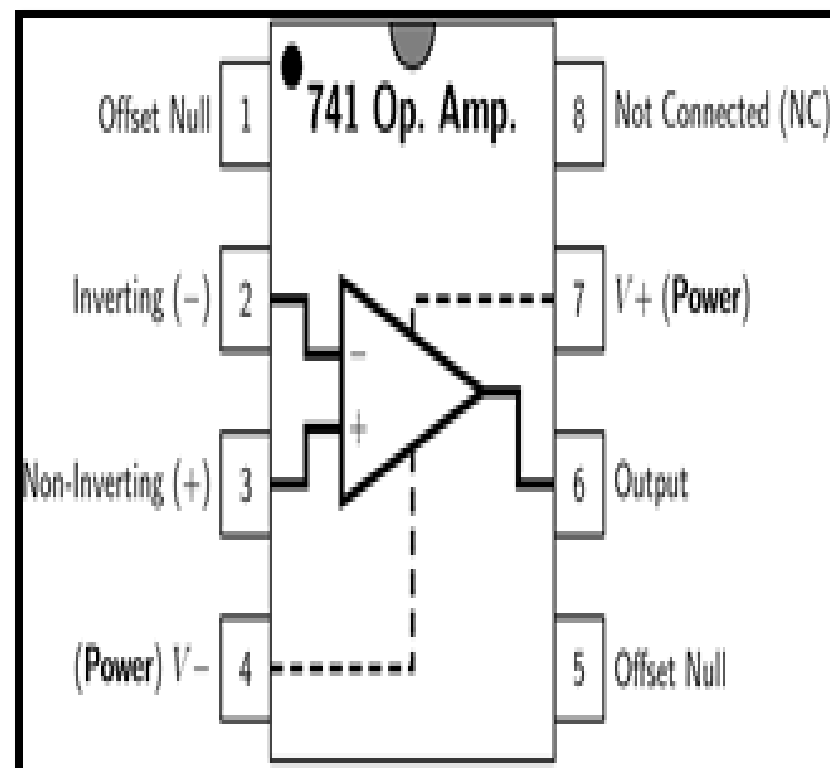 741 Op. Amp.
Offset Null 1
8 Not Connected (NC)
Inverting (−) 2
7 V+ (Power)
−
+
Non-Inverting (+) 3
6 Output
(Power) V− 4
5 Offset Null